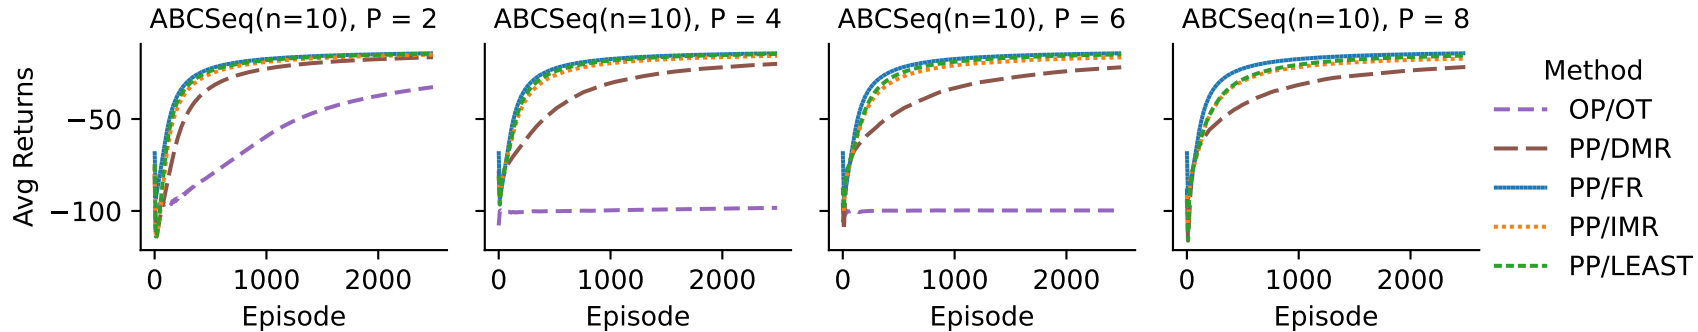 ABCSeq(n=10), P = 2
ABCSeq(n=10), P = 4
ABCSeq(n=10), P = 6
ABCSeq(n=10), P = 8
Avg Returns
−50
−100
0 1000 2000
Episode
0 1000 2000
Episode
0 1000 2000
Episode
0 1000 2000
Episode
Method
OP/OT
PP/DMR
PP/FR
PP/IMR
PP/LEAST